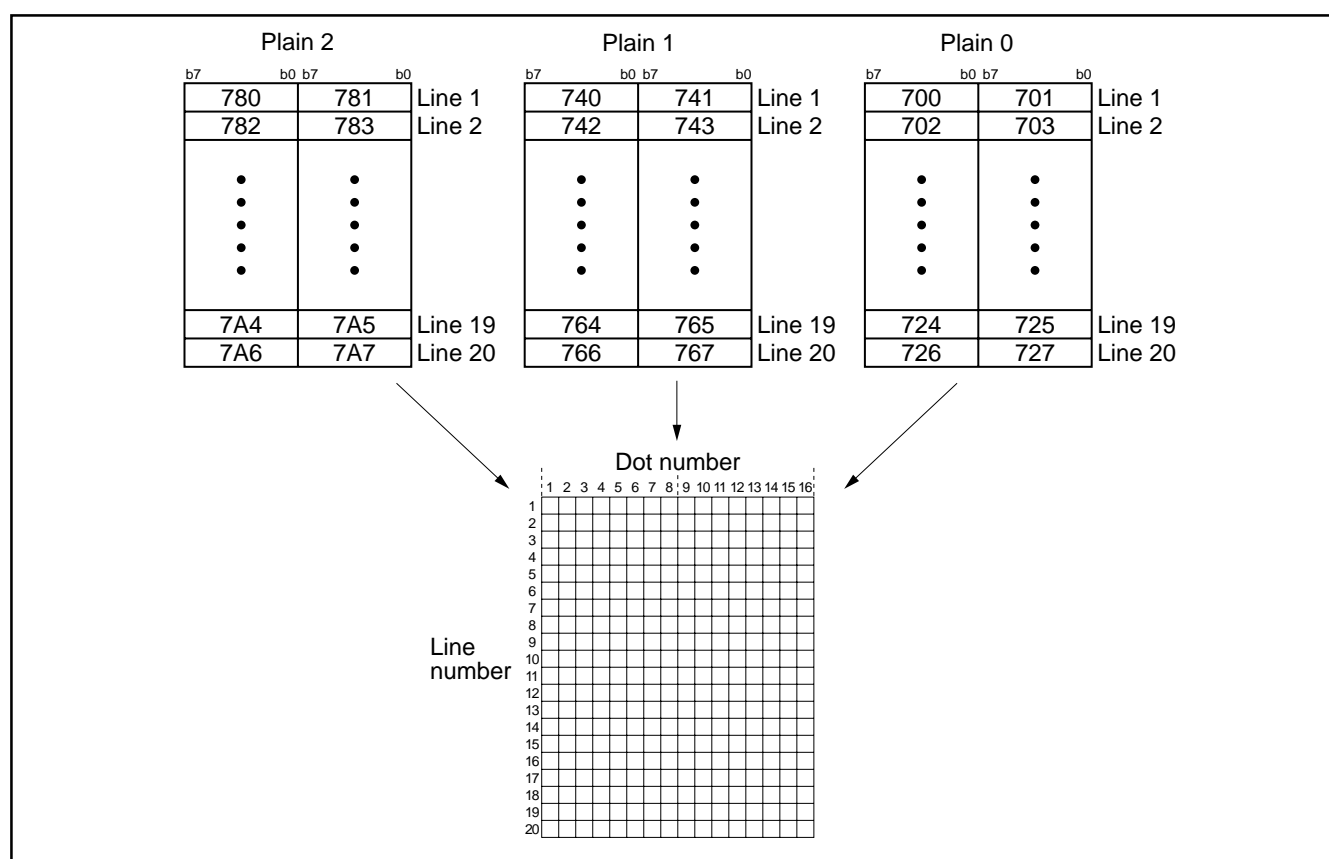 Plain 2 Plain 1 Plain 0
b7 b0 b7 b0 b7 b0 b7 b0 b7 b0 b7 b0
780 781 Line 1 740 741 Line 1 700 701 Line 1
782 783 Line 2 742 743 Line 2 702 703 Line 2
7A4 7A5 Line 19 764 765 Line 19 724 725 Line 19
7A6 7A7 Line 20 766 767 Line 20 726 727 Line 20
Dot number
1 2 3 4 5 6 7 8 9 10 11 12 13 14 15 16
1
2
3
4
5
6
7
8
9
Line
10
number
11
12
13
14
15
16
17
18
19
20